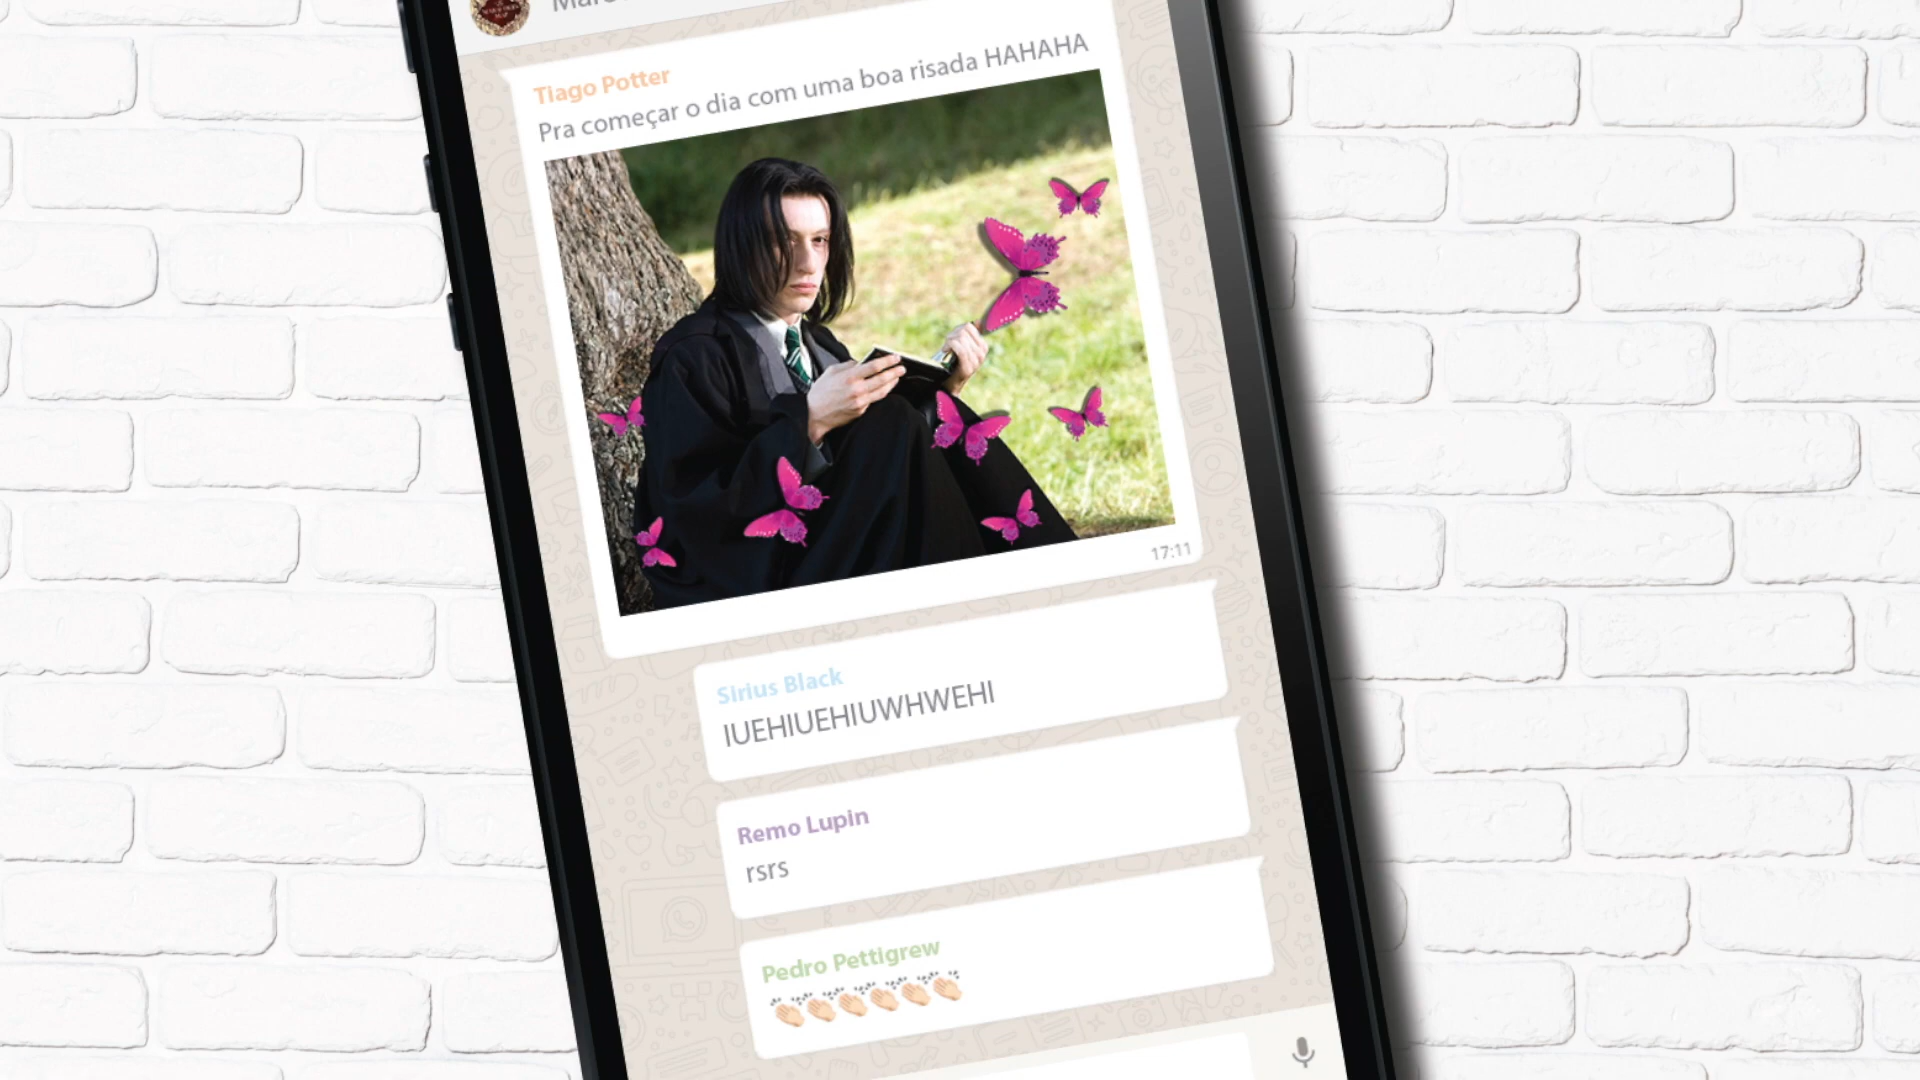 Tiago Potter
Pra começar o dia com uma boa risada HAHAHA
17:11
Sirius Black
IUEHIUEHIUWHWEHI
Remo Lupin
rsrs
Pedro Pettigrew